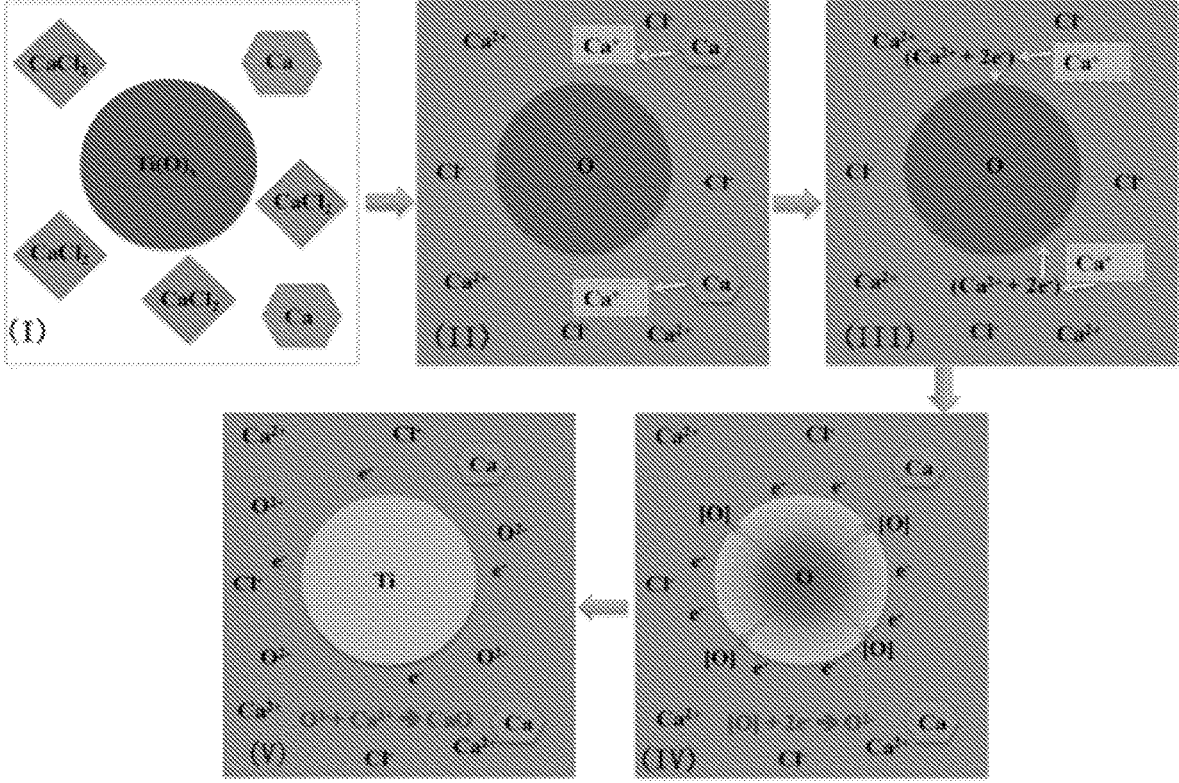 CaCl₂
Ca
Ti(O)ₓ
CaCl₂
CaCl₂
CaCl₂
Ca
(I)
Cl⁻
Ca²⁺
Ca
O
Cl⁻
Cl⁻
Ca²⁺
Ca
Cl⁻
Ca²⁺
(II)
Cl⁻
Ca²⁺
(Ca²⁺ + 2e⁻)
O
Cl⁻
Cl⁻
Ca²⁺
(Ca²⁺ + 2e⁻)
Cl⁻
Ca²⁺
(III)
Ca²⁺
Cl⁻
Ca
e⁻
O²⁻
O²⁻
e⁻
e⁻
Cl⁻
Ti
O²⁻
O²⁻
e⁻
Ca²⁺
Ca
Ca²⁺
Cl⁻
(V)
Ca²⁺
Cl⁻
Ca
e⁻
e⁻
[O]
[O]
e⁻
e⁻
Cl⁻
O
e⁻
e⁻
[O]
[O]
e⁻
e⁻
Ca²⁺
[O] + 2e⁻
O²⁻
Ca
Ca²⁺
Cl⁻
(IV)